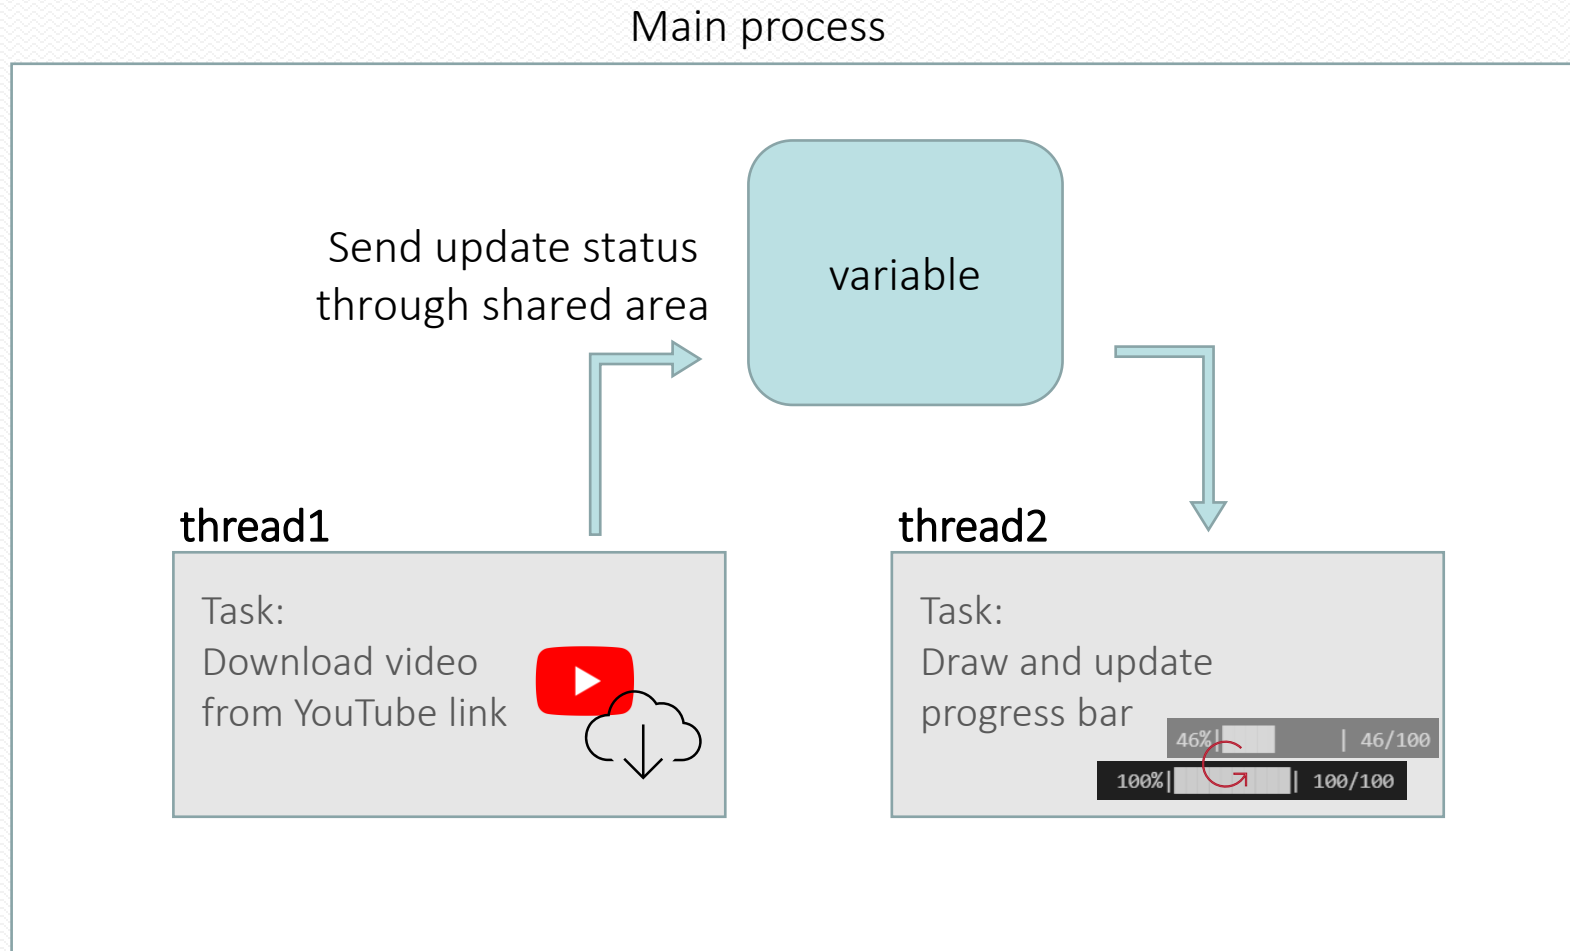 Main process
Send update status
through shared area
variable
thread1
Task:
Download video
from YouTube link
thread2
Task:
Draw and update
progress bar
46%| | 46/100
100%| | 100/100